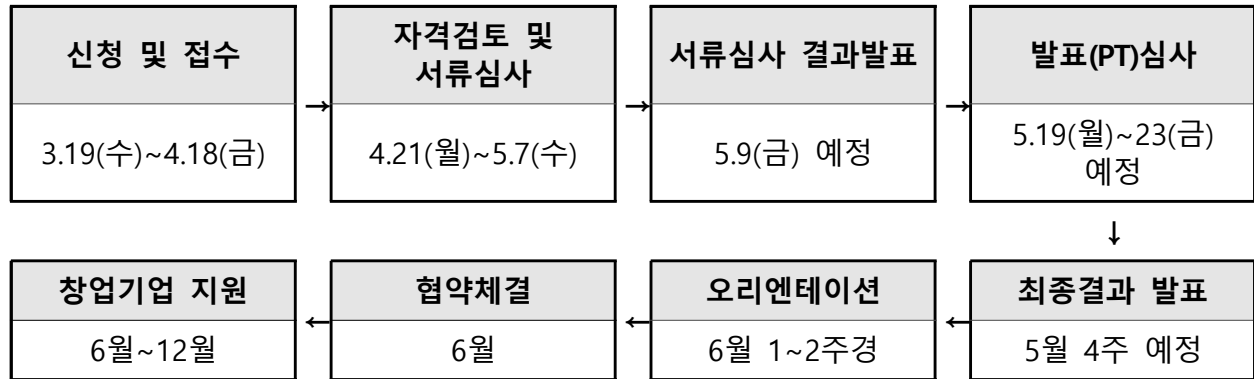 신청 및 접수
3.19(수)~4.18(금)
→
자격검토 및
서류심사
4.21(월)~5.7(수)
→
서류심사 결과발표
5.9(금) 예정
→
발표(PT)심사
5.19(월)~23(금)
예정
↓
최종결과 발표
5월 4주 예정
←
오리엔테이션
6월 1~2주경
←
협약체결
6월
←
창업기업 지원
6월~12월